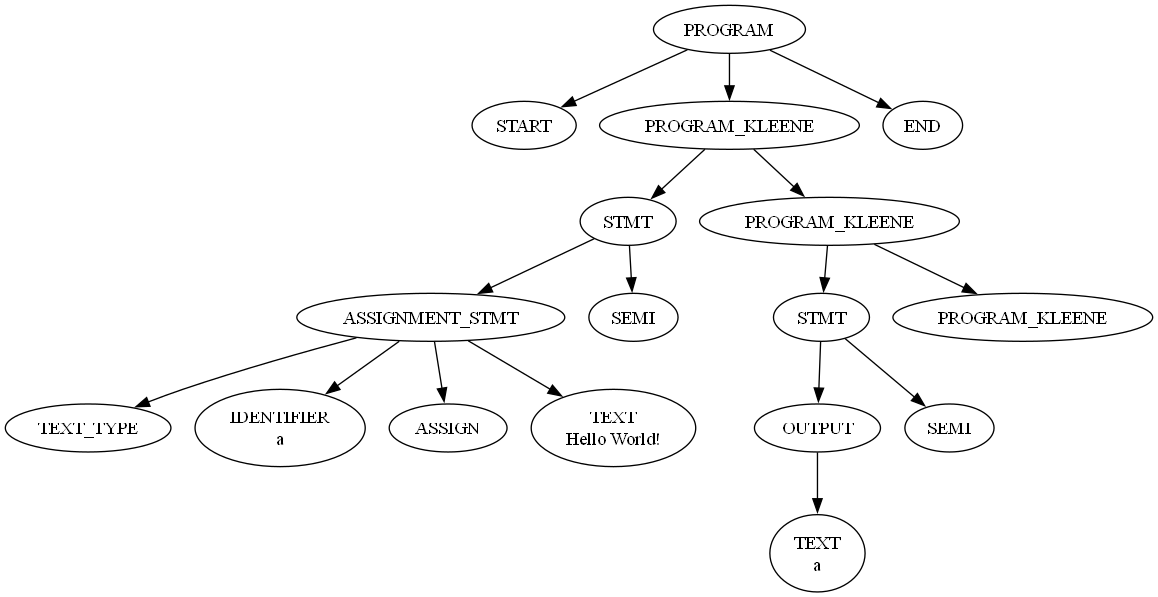 PROGRAM
START
PROGRAM_KLEENE
END
STMT
PROGRAM_KLEENE
ASSIGNMENT_STMT
SEMI
STMT
PROGRAM_KLEENE
TEXT_TYPE
IDENTIFIER
a
ASSIGN
TEXT
Hello World!
OUTPUT
SEMI
TEXT
a